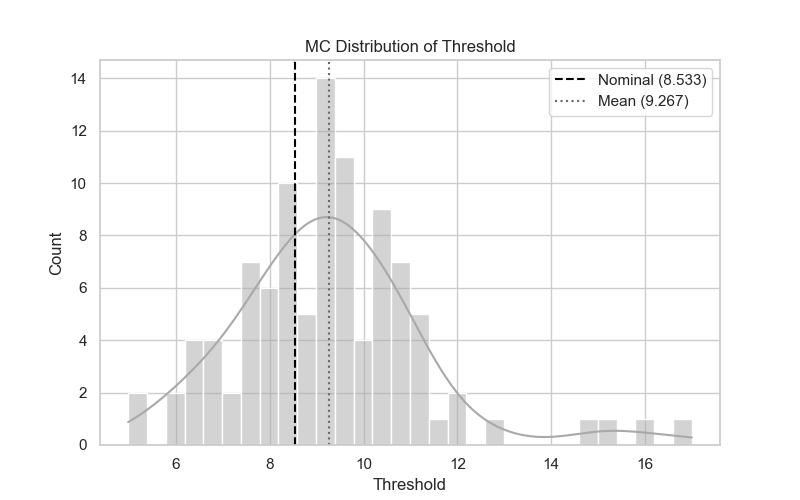 MC Distribution of Threshold
Nominal (8.533)
Mean (9.267)
14
12
10
8
6
4
2
0
Count
6
8
10
12
14
16
Threshold